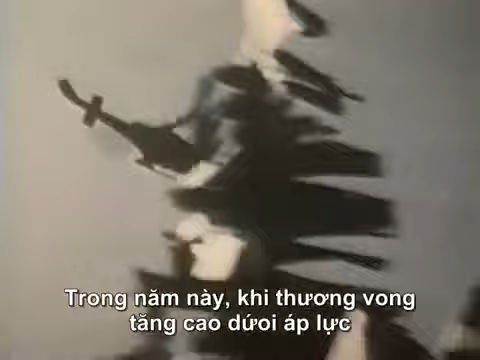 Trong năm này, khi thương vong
tăng cao dưới áp lực